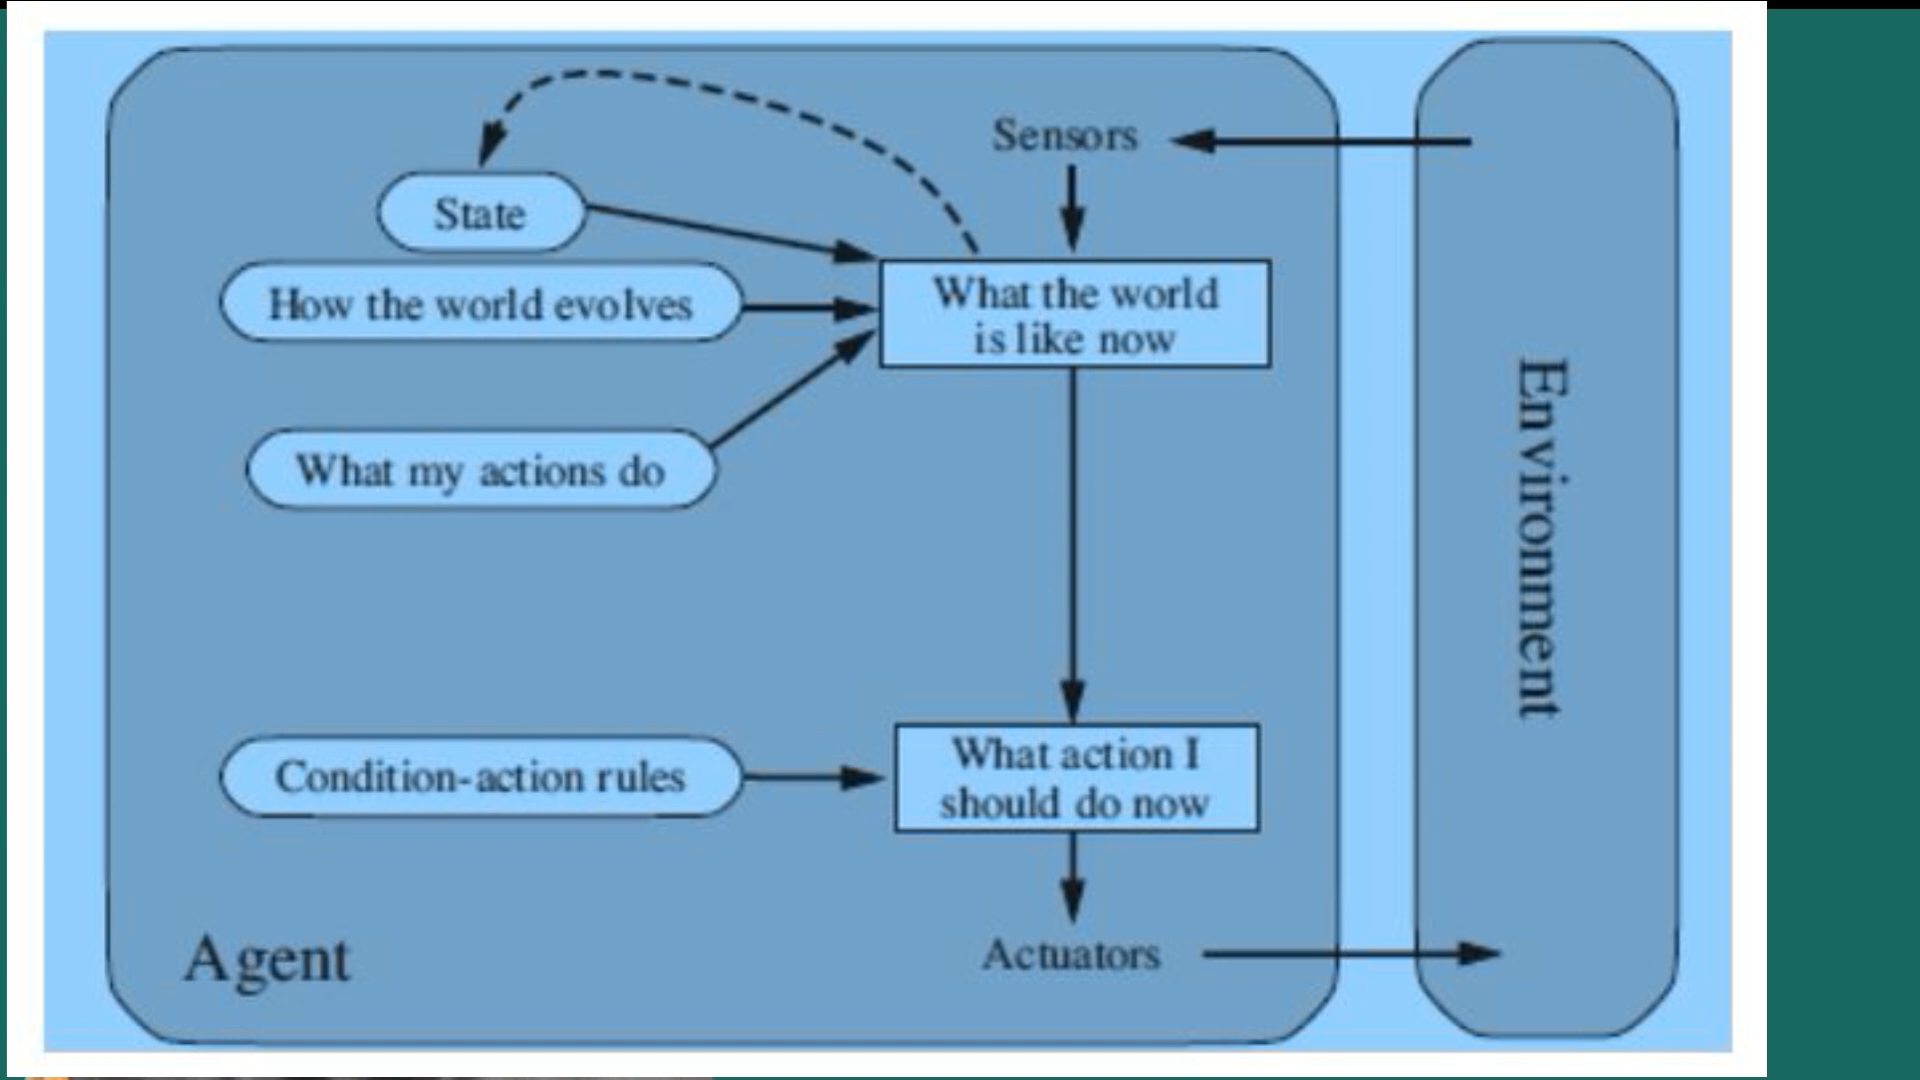 Sensors
State
What the world
is like now
How the world evolves
What my actions do
Environment
Condition-action rules
What action I
should do now
Agent
Actuators